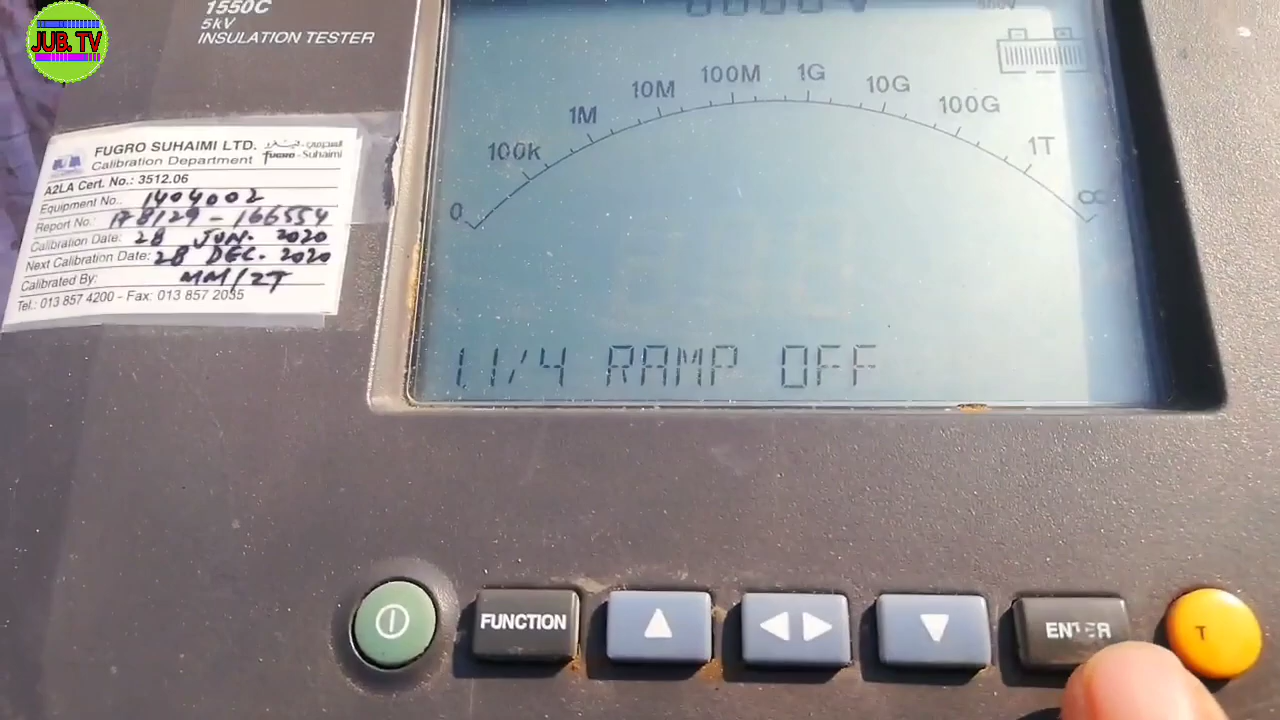 JUB.TV
1550C
5kV
INSULATION TESTER
FUGRO SUHAIMI LTD.
Calibration Department
fugro-Suhaimi
A2LA Cert. No.: 3512.06
Equipment No.. 1404002
Report No.: 178129-166554
Calibration Date: 28 JUN. 2020
Next Calibration Date: 28 DEC. 2020
Calibrated By: MM/ZT
Tel.: 013 857 4200 - Fax: 013 857 2035
0 100k 1M 10M 100M 1G 10G 100G 1T ∞
1.1/4 RAMP OFF
FUNCTION
ENTER
T